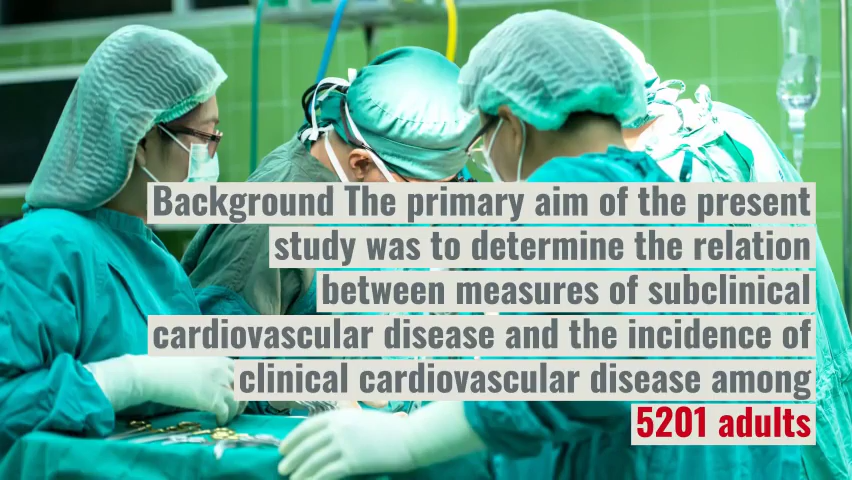 Background The primary aim of the present
study was to determine the relation
between measures of subclinical
cardiovascular disease and the incidence of
clinical cardiovascular disease among
5201 adults